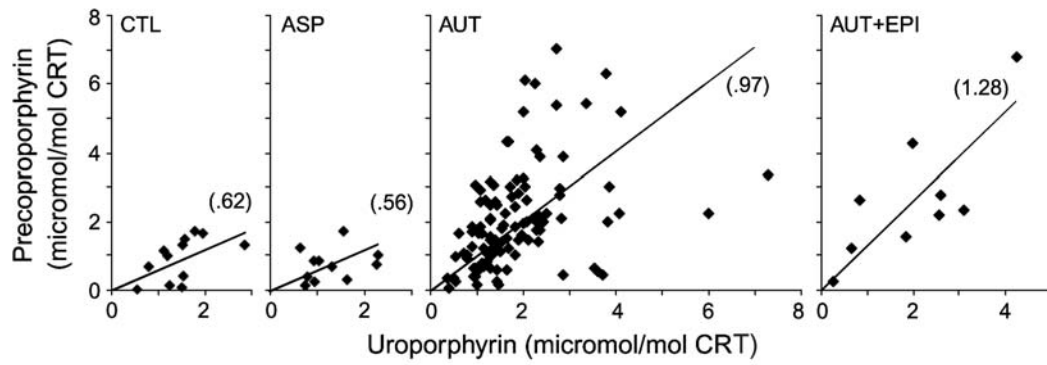 CTL
ASP
AUT
AUT+EPI
Precoproporphyrin
(micromol/mol CRT)
8
6
4
2
0
(.62)
(.56)
(.97)
(1.28)
0 2
0 2
0 2 4 6 8
0 2 4
Uroporphyrin (micromol/mol CRT)